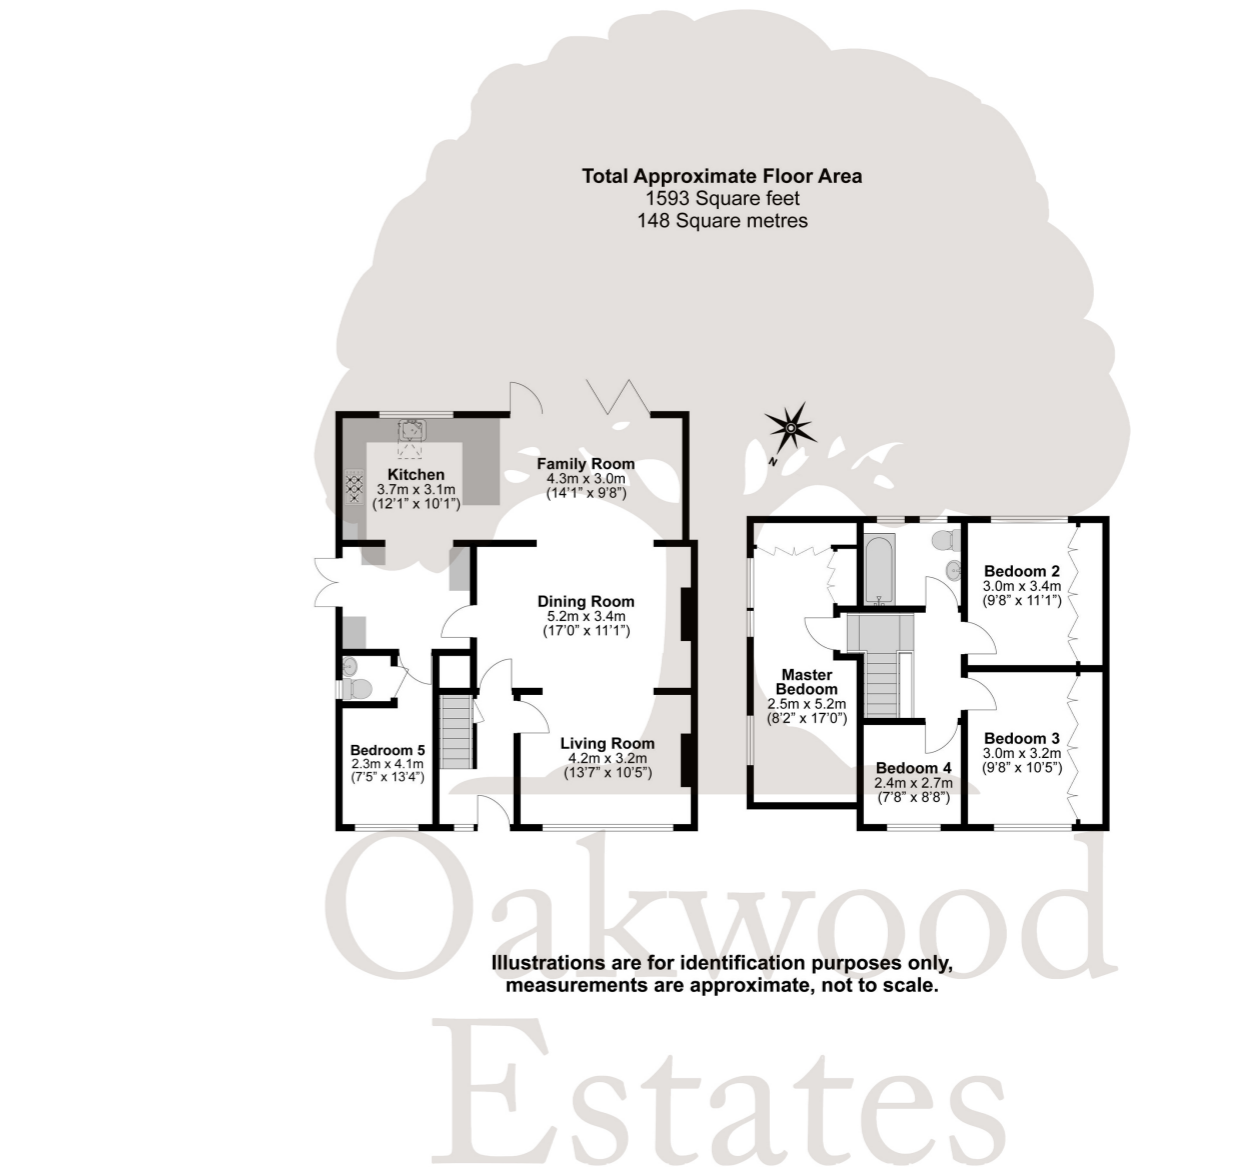 Total Approximate Floor Area
1593 Square feet
148 Square metres
Kitchen
3.7m x 3.1m
(12'1" x 10'1")
Family Room
4.3m x 3.0m
(14'1" x 9'8")
Dining Room
5.2m x 3.4m
(17'0" x 11'1")
Bedroom 5
2.3m x 4.1m
(7'5" x 13'4")
Living Room
4.2m x 3.2m
(13'7" x 10'5")
N
Bedoom 2
3.0m x 3.4m
(9'8" x 11'1")
Master
Bedoom
2.5m x 5.2m
(8'2" x 17'0")
Bedoom 3
3.0m x 3.2m
(9'8" x 10'5")
Bedoom 4
2.4m x 2.7m
(7'8" x 8'8")
Oakwood
Illustrations are for identification purposes only,
measurements are approximate, not to scale.
Estates